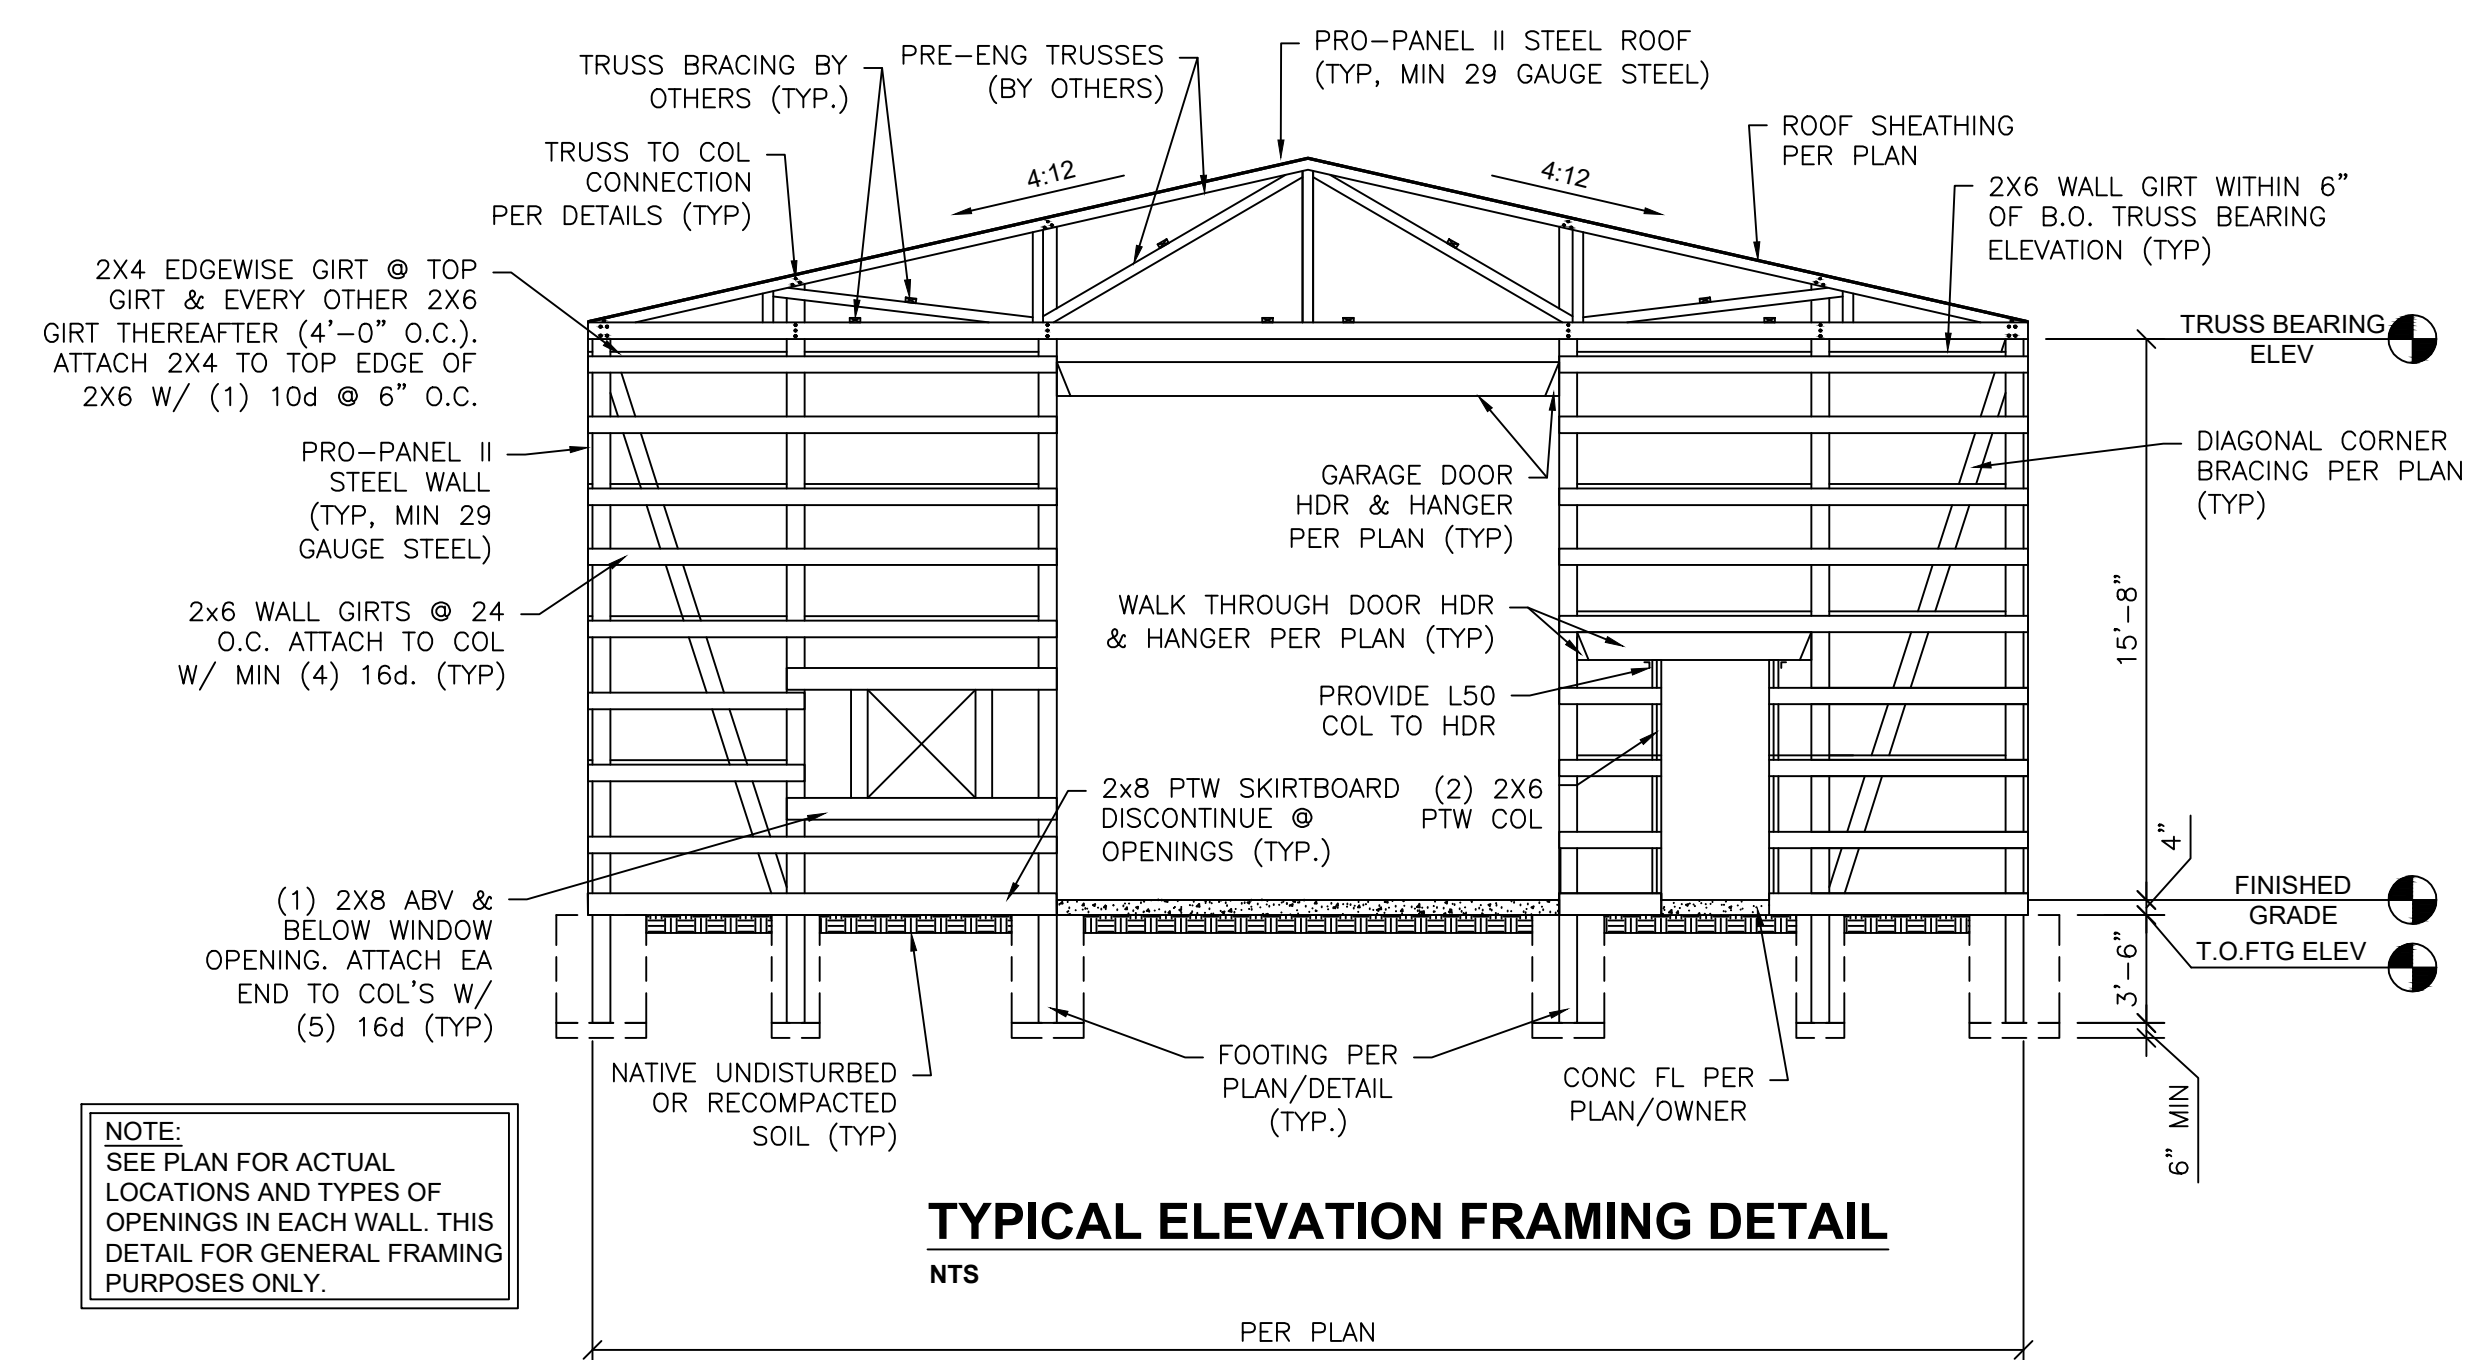 TRUSS BRACING BY
OTHERS (TYP.)
PRE-ENG TRUSSES
(BY OTHERS)
PRO-PANEL II STEEL ROOF
(TYP, MIN 29 GAUGE STEEL)
ROOF SHEATHING
PER PLAN
TRUSS TO COL
CONNECTION
PER DETAILS (TYP)
4:12
4:12
2X6 WALL GIRT WITHIN 6"
OF B.O. TRUSS BEARING
ELEVATION (TYP)
2X4 EDGEWISE GIRT @ TOP
GIRT & EVERY OTHER 2X6
GIRT THEREAFTER (4'-0" O.C.).
ATTACH 2X4 TO TOP EDGE OF
2X6 W/ (1) 10d @ 6" O.C.
TRUSS BEARING
ELEV
PRO-PANEL II
STEEL WALL
(TYP, MIN 29
GAUGE STEEL)
GARAGE DOOR
HDR & HANGER
PER PLAN (TYP)
DIAGONAL CORNER
BRACING PER PLAN
(TYP)
2x6 WALL GIRTS @ 24
O.C. ATTACH TO COL
W/ MIN (4) 16d. (TYP)
WALK THROUGH DOOR HDR
& HANGER PER PLAN (TYP)
15'-8"
PROVIDE L50
COL TO HDR
2x8 PTW SKIRTBOARD
DISCONTINUE @
OPENINGS (TYP.)
(2) 2X6
PTW COL
4"
(1) 2X8 ABV &
BELOW WINDOW
OPENING. ATTACH EA
END TO COL'S W/
(5) 16d (TYP)
FINISHED
GRADE
T.O.FTG ELEV
3'-6"
NATIVE UNDISTURBED
OR RECOMPACTED
SOIL (TYP)
FOOTING PER
PLAN/DETAIL
(TYP.)
CONC FL PER
PLAN/OWNER
6" MIN
NOTE:
SEE PLAN FOR ACTUAL
LOCATIONS AND TYPES OF
OPENINGS IN EACH WALL. THIS
DETAIL FOR GENERAL FRAMING
PURPOSES ONLY.
TYPICAL ELEVATION FRAMING DETAIL
NTS
PER PLAN